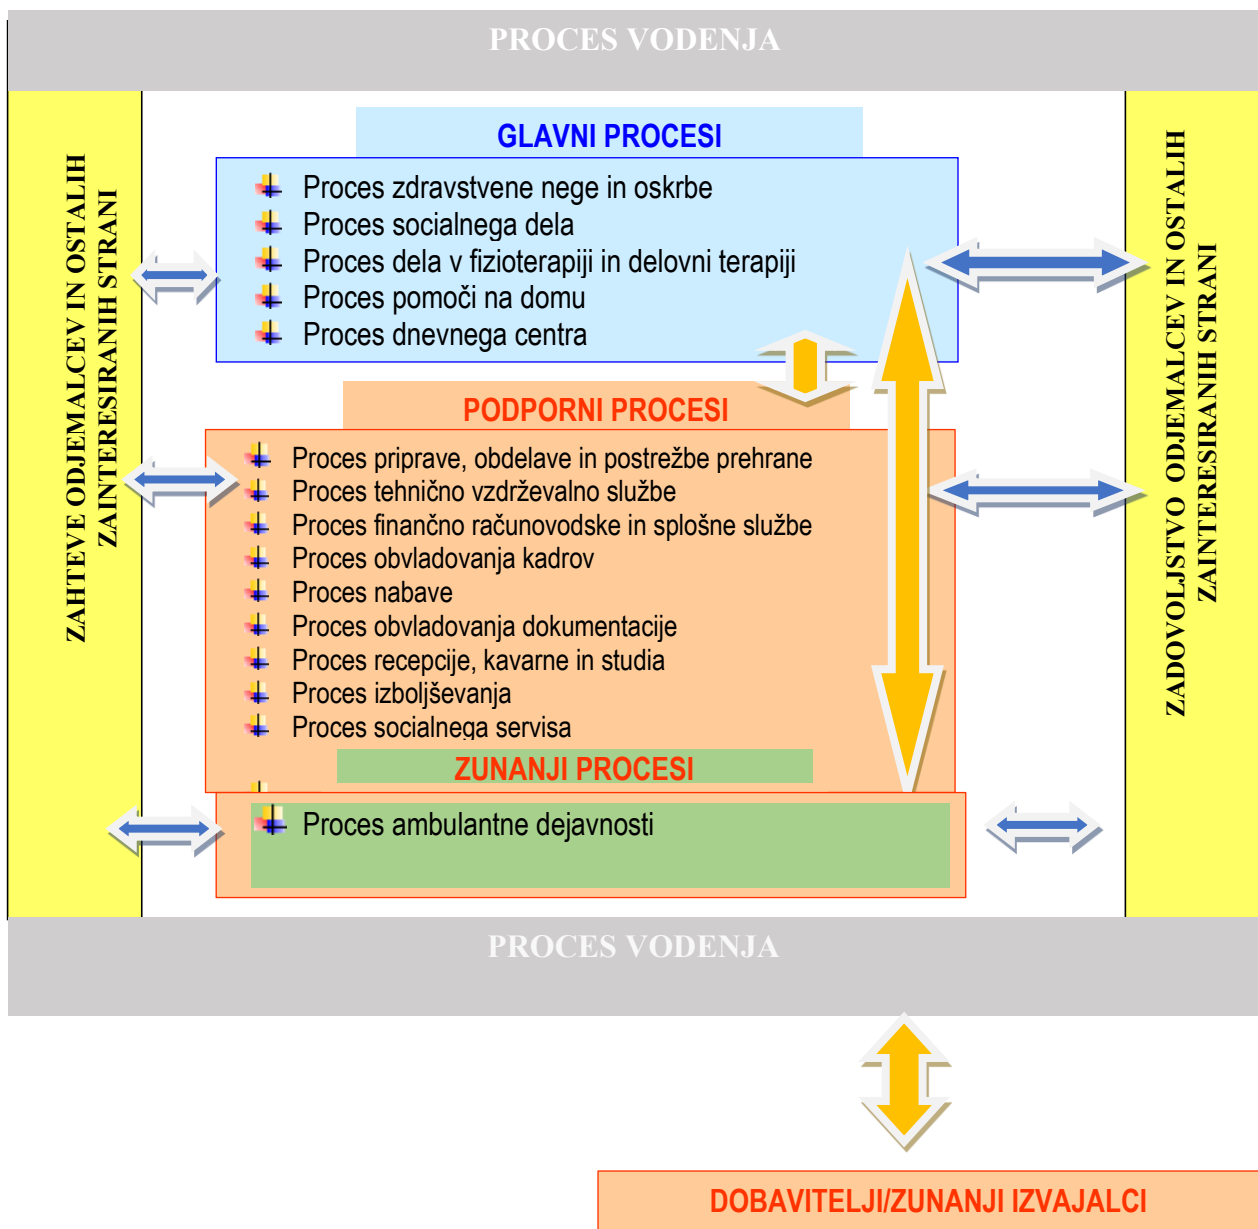 PROCES VODENJA
ZAHTEVE ODJEMALCEV IN OSTALIH
ZAINTERESIRANIH STRANI
GLAVNI PROCESI
Proces zdravstvene nege in oskrbe
Proces socialnega dela
Proces dela v fizioterapiji in delovni terapiji
Proces pomoči na domu
Proces dnevnega centra
PODPORNI PROCESI
Proces priprave, obdelave in postrežbe prehrane
Proces tehnično vzdrževalno službe
Proces finančno računovodske in splošne službe
Proces obvladovanja kadrov
Proces nabave
Proces obvladovanja dokumentacije
Proces recepcije, kavarne in studia
Proces izboljševanja
Proces socialnega servisa
ZUNANJI PROCESI
Proces ambulantne dejavnosti
ZADOVOLJSTVO ODJEMALCEV IN OSTALIH
ZAINTERESIRANIH STRANI
PROCES VODENJA
DOBAVITELJI/ZUNANJI IZVAJALCI